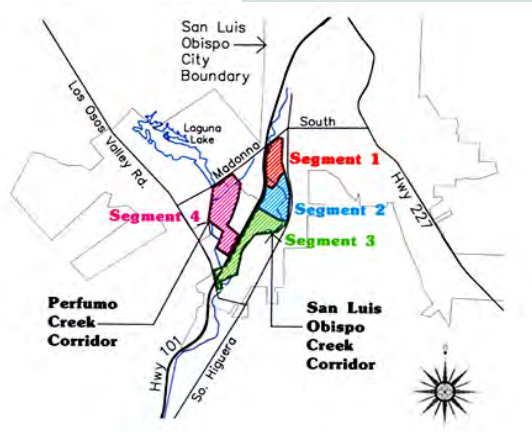 San Luis
Obispo
City
Boundary
Los Osos Valley Rd.
Laguna
Lake
Madonna
South
Segment 1
Hwy 227
Segment 4
Segment 2
Segment 3
Perfumo
Creek
Corridor
San Luis
Obispo
Creek
Corridor
Hwy 101
So. Higuera